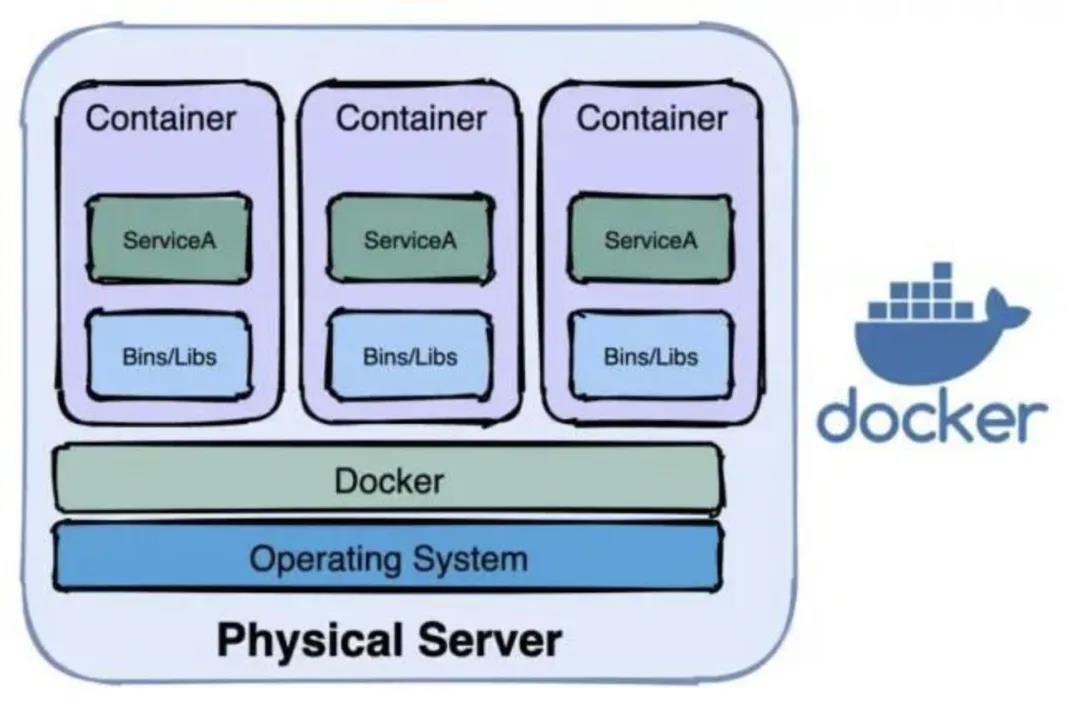 Container Container Container
ServiceA ServiceA ServiceA
Bins/Libs Bins/Libs Bins/Libs
docker
Docker
Operating System
Physical Server